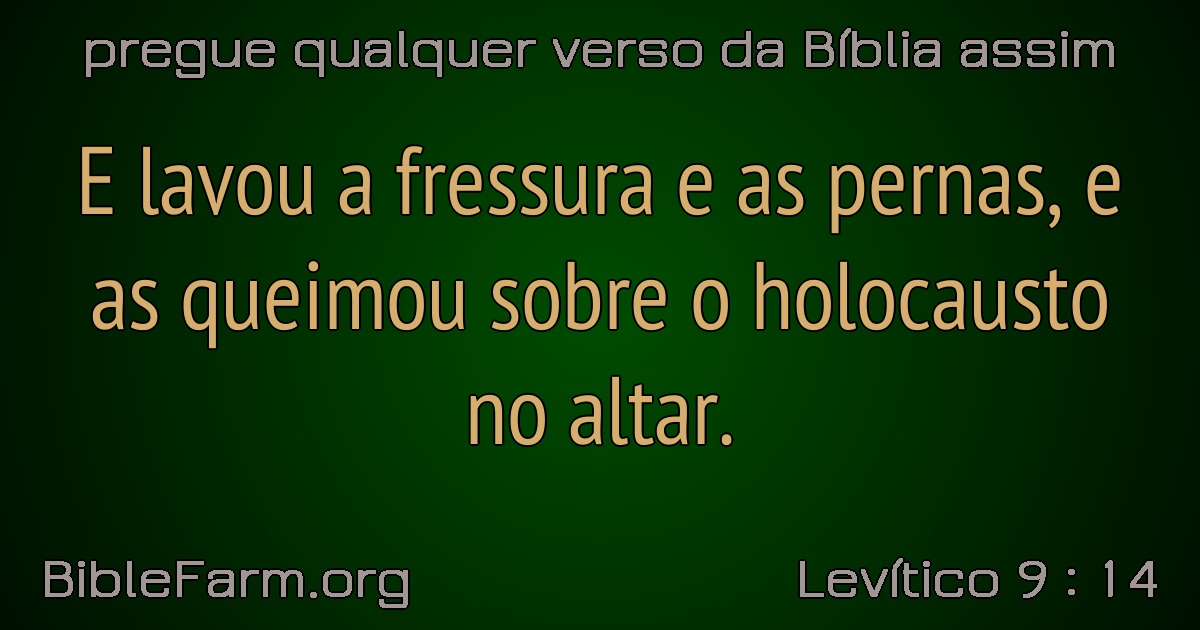 pregue qualquer verso da Bíblia assim
E lavou a fressura e as pernas, e
as queimou sobre o holocausto
no altar.
BibleFarm.org
Levítico 9 : 14